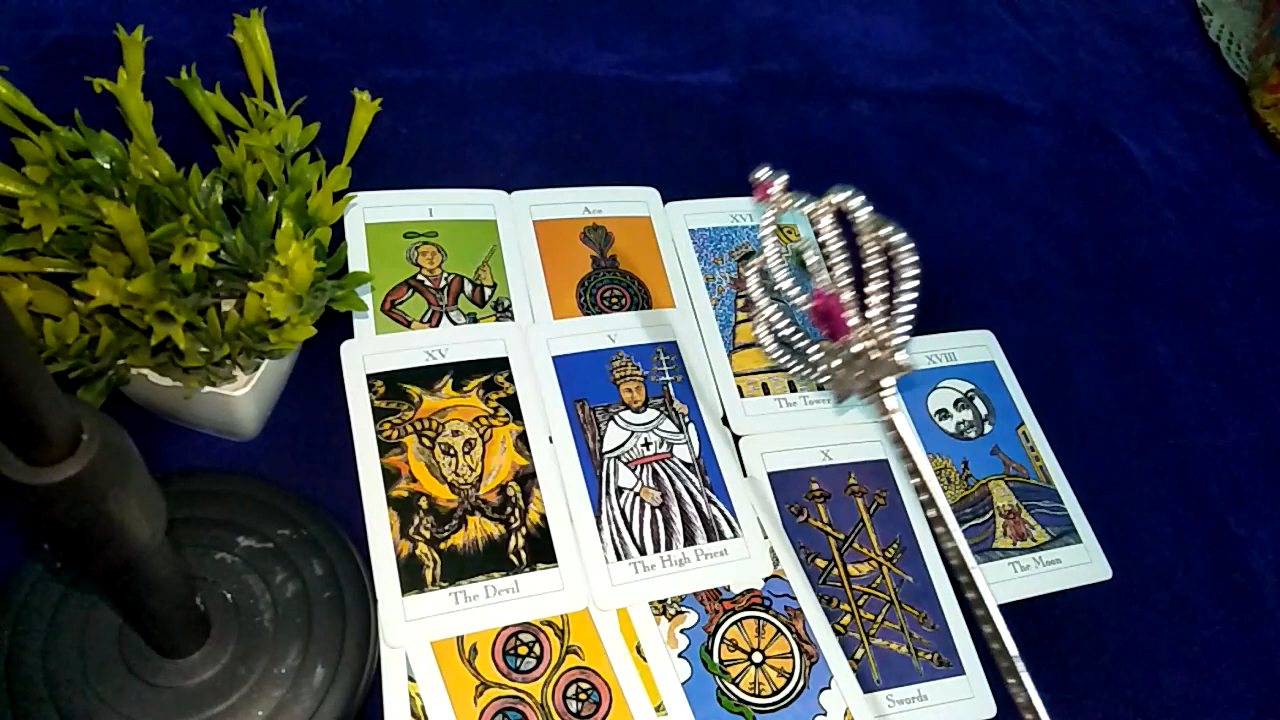 I
Ace
XVI
The Tower
XVIII
The Moon
XV
The Devil
V
The High Priest
X
Swords